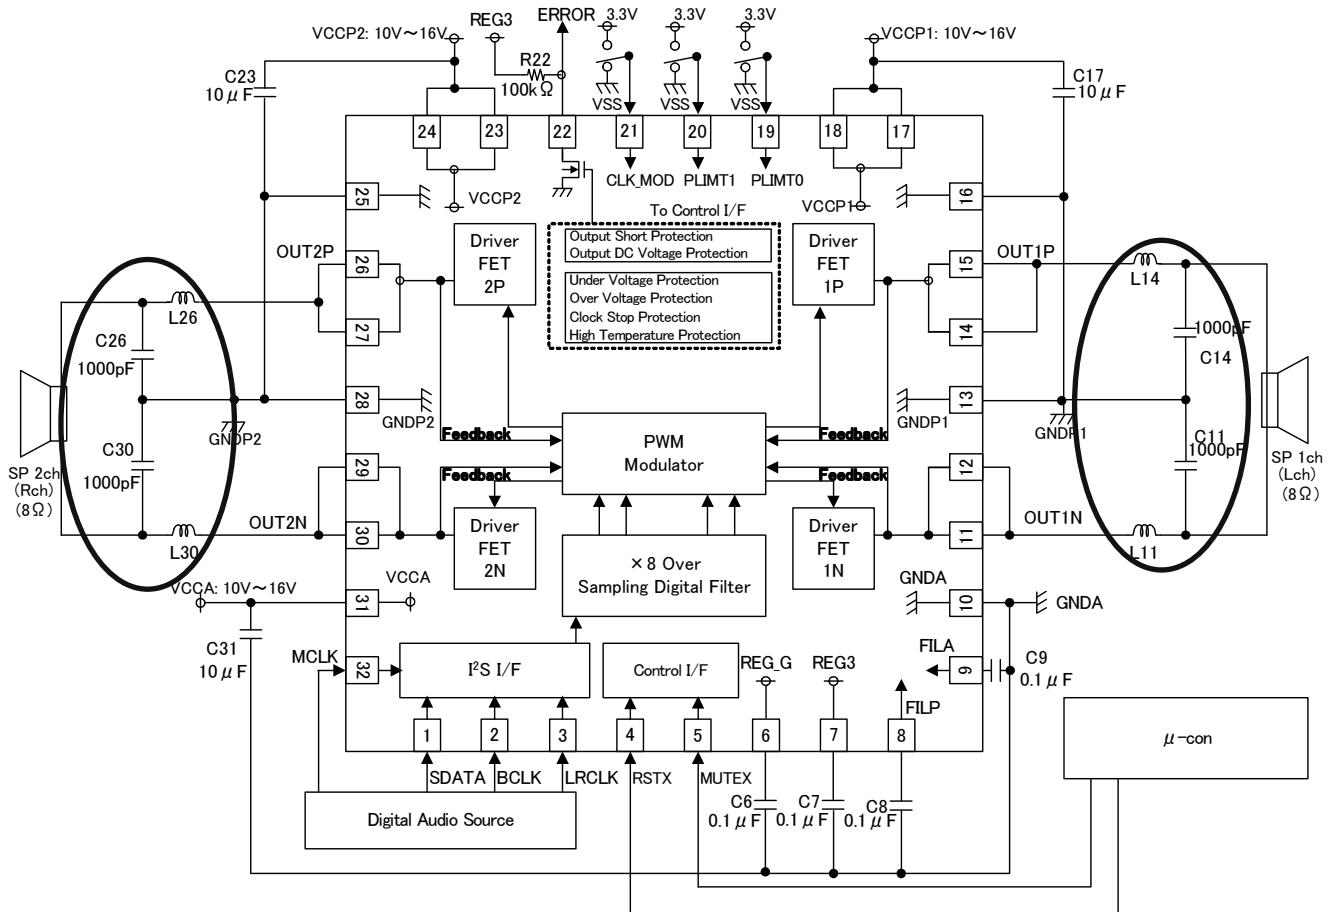 REG3
ERROR
3.3V
3.3V
3.3V
VCCP2: 10V～16V
VCCP1: 10V～16V
R22
100kΩ
C23
10μF
C17
10μF
VSS
VSS
VSS
24
23
22
21
20
19
18
17
CLK_MOD
PLIMT1
PLIMT0
VCCP2
To Control I/F
VCCP1
25
16
Output Short Protection
Output DC Voltage Protection
Under Voltage Protection
Over Voltage Protection
Clock Stop Protection
High Temperature Protection
OUT2P
26
Driver
FET
2P
Driver
FET
1P
15
OUT1P
L26
L14
27
14
C26
1000pF
1000pF
C14
28
GNDP2
GNDP2
GNDP1
13
GNDP1
Feedback
Feedback
PWM
Modulator
C30
1000pF
C11
1000pF
SP 2ch
(Rch)
(8Ω)
SP 1ch
(Lch)
(8Ω)
29
Feedback
Feedback
12
OUT2N
30
Driver
FET
2N
Driver
FET
1N
11
OUT1N
L30
L11
×8 Over
Sampling Digital Filter
VCCA: 10V～16V
31
VCCA
GNDA
10
GNDA
C31
10μF
MCLK
32
I²S I/F
Control I/F
REG_G
REG3
FILA
9
C9
0.1μF
FILP
1
2
3
4
5
6
7
8
μ-con
SDATA
BCLK
LRCLK
RSTX
MUTEX
C6
0.1μF
C7
0.1μF
C8
0.1μF
Digital Audio Source